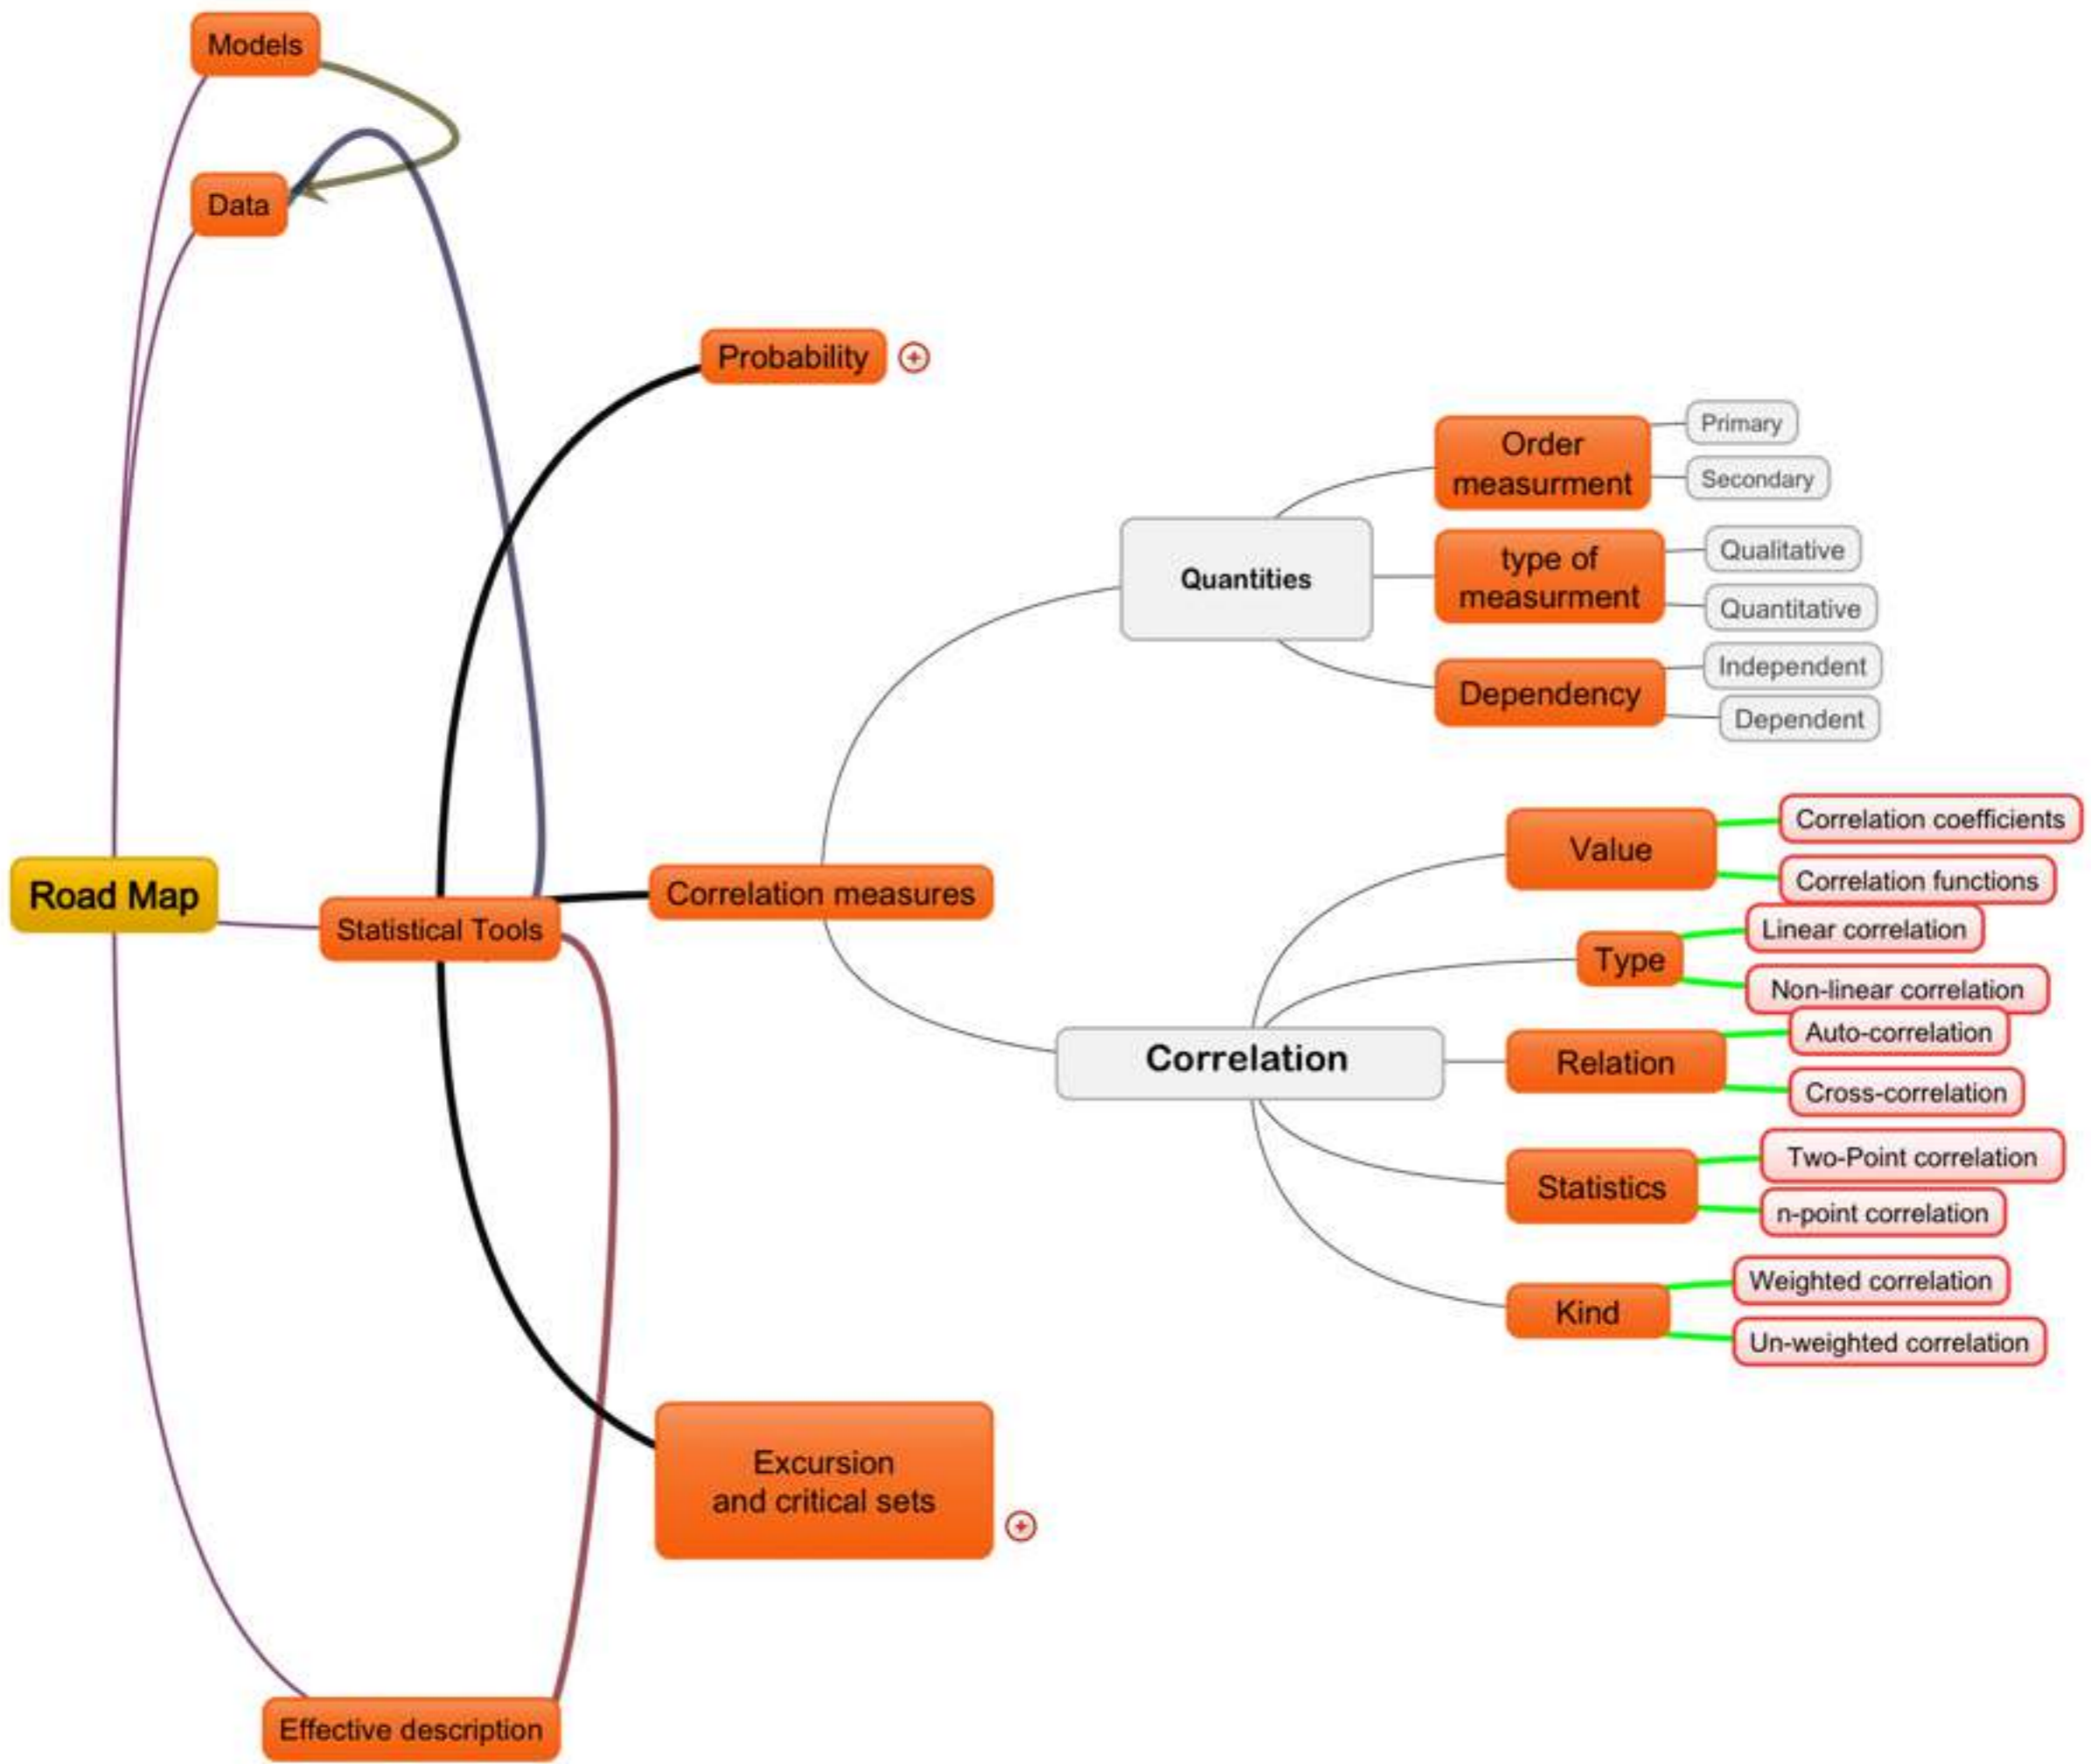 Models
Data
Probability
Order
measurment
Primary
Secondary
Quantities
type of
measurment
Qualitative
Quantitative
Dependency
Independent
Dependent
Road Map
Statistical Tools
Correlation measures
Correlation
Value
Correlation coefficients
Correlation functions
Type
Linear correlation
Non-linear correlation
Relation
Auto-correlation
Cross-correlation
Statistics
Two-Point correlation
n-point correlation
Kind
Weighted correlation
Un-weighted correlation
Excursion
and critical sets
Effective description